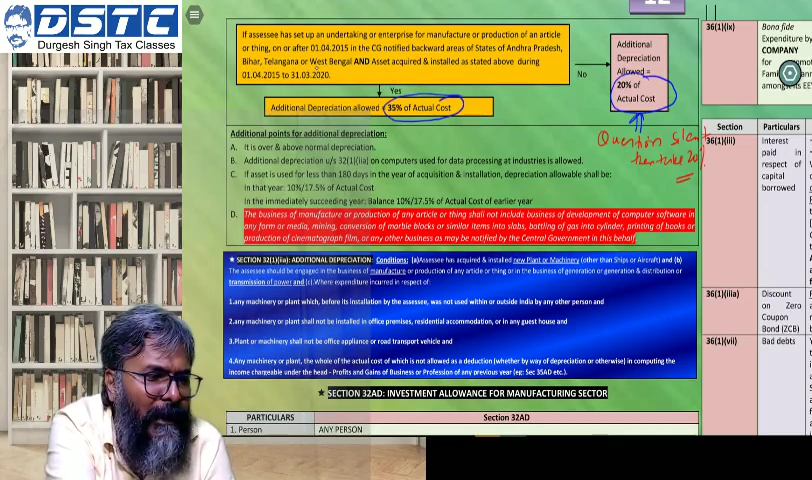 DSTC
Durgesh Singh Tax Classes
12
If assessee has set up an undertaking or enterprise for manufacture or production of an article
or thing, on or after 01.04.2015 in the CG notified backward areas of States of Andhra Pradesh,
Bihar, Telangana or West Bengal AND Asset acquired & installed as stated above during
01.04.2015 to 31.03.2020.
No
Additional
Depreciation
Allowed =
20% of
Actual Cost
Yes
Additional Depreciation allowed = 35% of Actual Cost
Question silent
then take 20%
Additional points for additional depreciation:
A. It is over & above normal depreciation.
B. Additional depreciation u/s 32(1)(iia) on computers used for data processing at industries is allowed.
C. If asset is used for less than 180 days in the year of acquisition & installation, depreciation allowable shall be:
In that year: 10%/17.5% of Actual Cost
In the immediately succeeding year: Balance 10%/17.5% of Actual Cost of earlier year
D. The business of manufacture or production of any article or thing shall not include business of development of computer software in
any form or media, mining, conversion of marble blocks or similar items into slabs, bottling of gas into cylinder, printing of books or
production of cinematograph film, or any other business as may be notified by the Central Government in this behalf.
★ SECTION 32(1)(iia): ADDITIONAL DEPRECIATION: Conditions: (a)Assessee has acquired & installed new Plant or Machinery (other than Ships or Aircraft) and (b)
The assessee should be engaged in the business of manufacture or production of any article or thing or in the business of generation or generation & distribution or
transmission of power and (c).Where expenditure incurred in respect of:
1.any machinery or plant which, before its installation by the assessee, was not used within or outside India by any other person and
2.any machinery or plant shall not be installed in office premises, residential accommodation, or in any guest house and
3.Plant or machinery shall not be office appliance or road transport vehicle and
4.Any machinery or plant, the whole of the actual cost of which is not allowed as a deduction (whether by way of depreciation or otherwise) in computing the
income chargeable under the head - Profits and Gains of Business or Profession of any previous year (eg: Sec 35AD etc.).
★ SECTION 32AD: INVESTMENT ALLOWANCE FOR MANUFACTURING SECTOR
PARTICULARS Section 32AD
1. Person ANY PERSON
36(1)(ix) Bona fide
Expenditure by
COMPANY
for
Section Particulars
36(1)(iii) Interest
paid in
respect of
capital
borrowed
36(1)(iiia) Discount
on Zero
Coupon
Bond (ZCB)
36(1)(vii) Bad debts